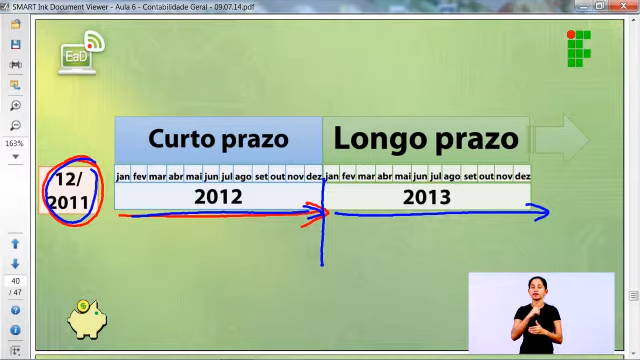 SMART Ink Document Viewer - Aula 6 - Contabilidade Geral - 09.07.14.pdf
EaD
Curto prazo Longo prazo
jan fev mar abr mai jun jul ago set out nov dez jan fev mar abr mai jun jul ago set out nov dez
12/
2011
2012 2013
163%
40
/ 47